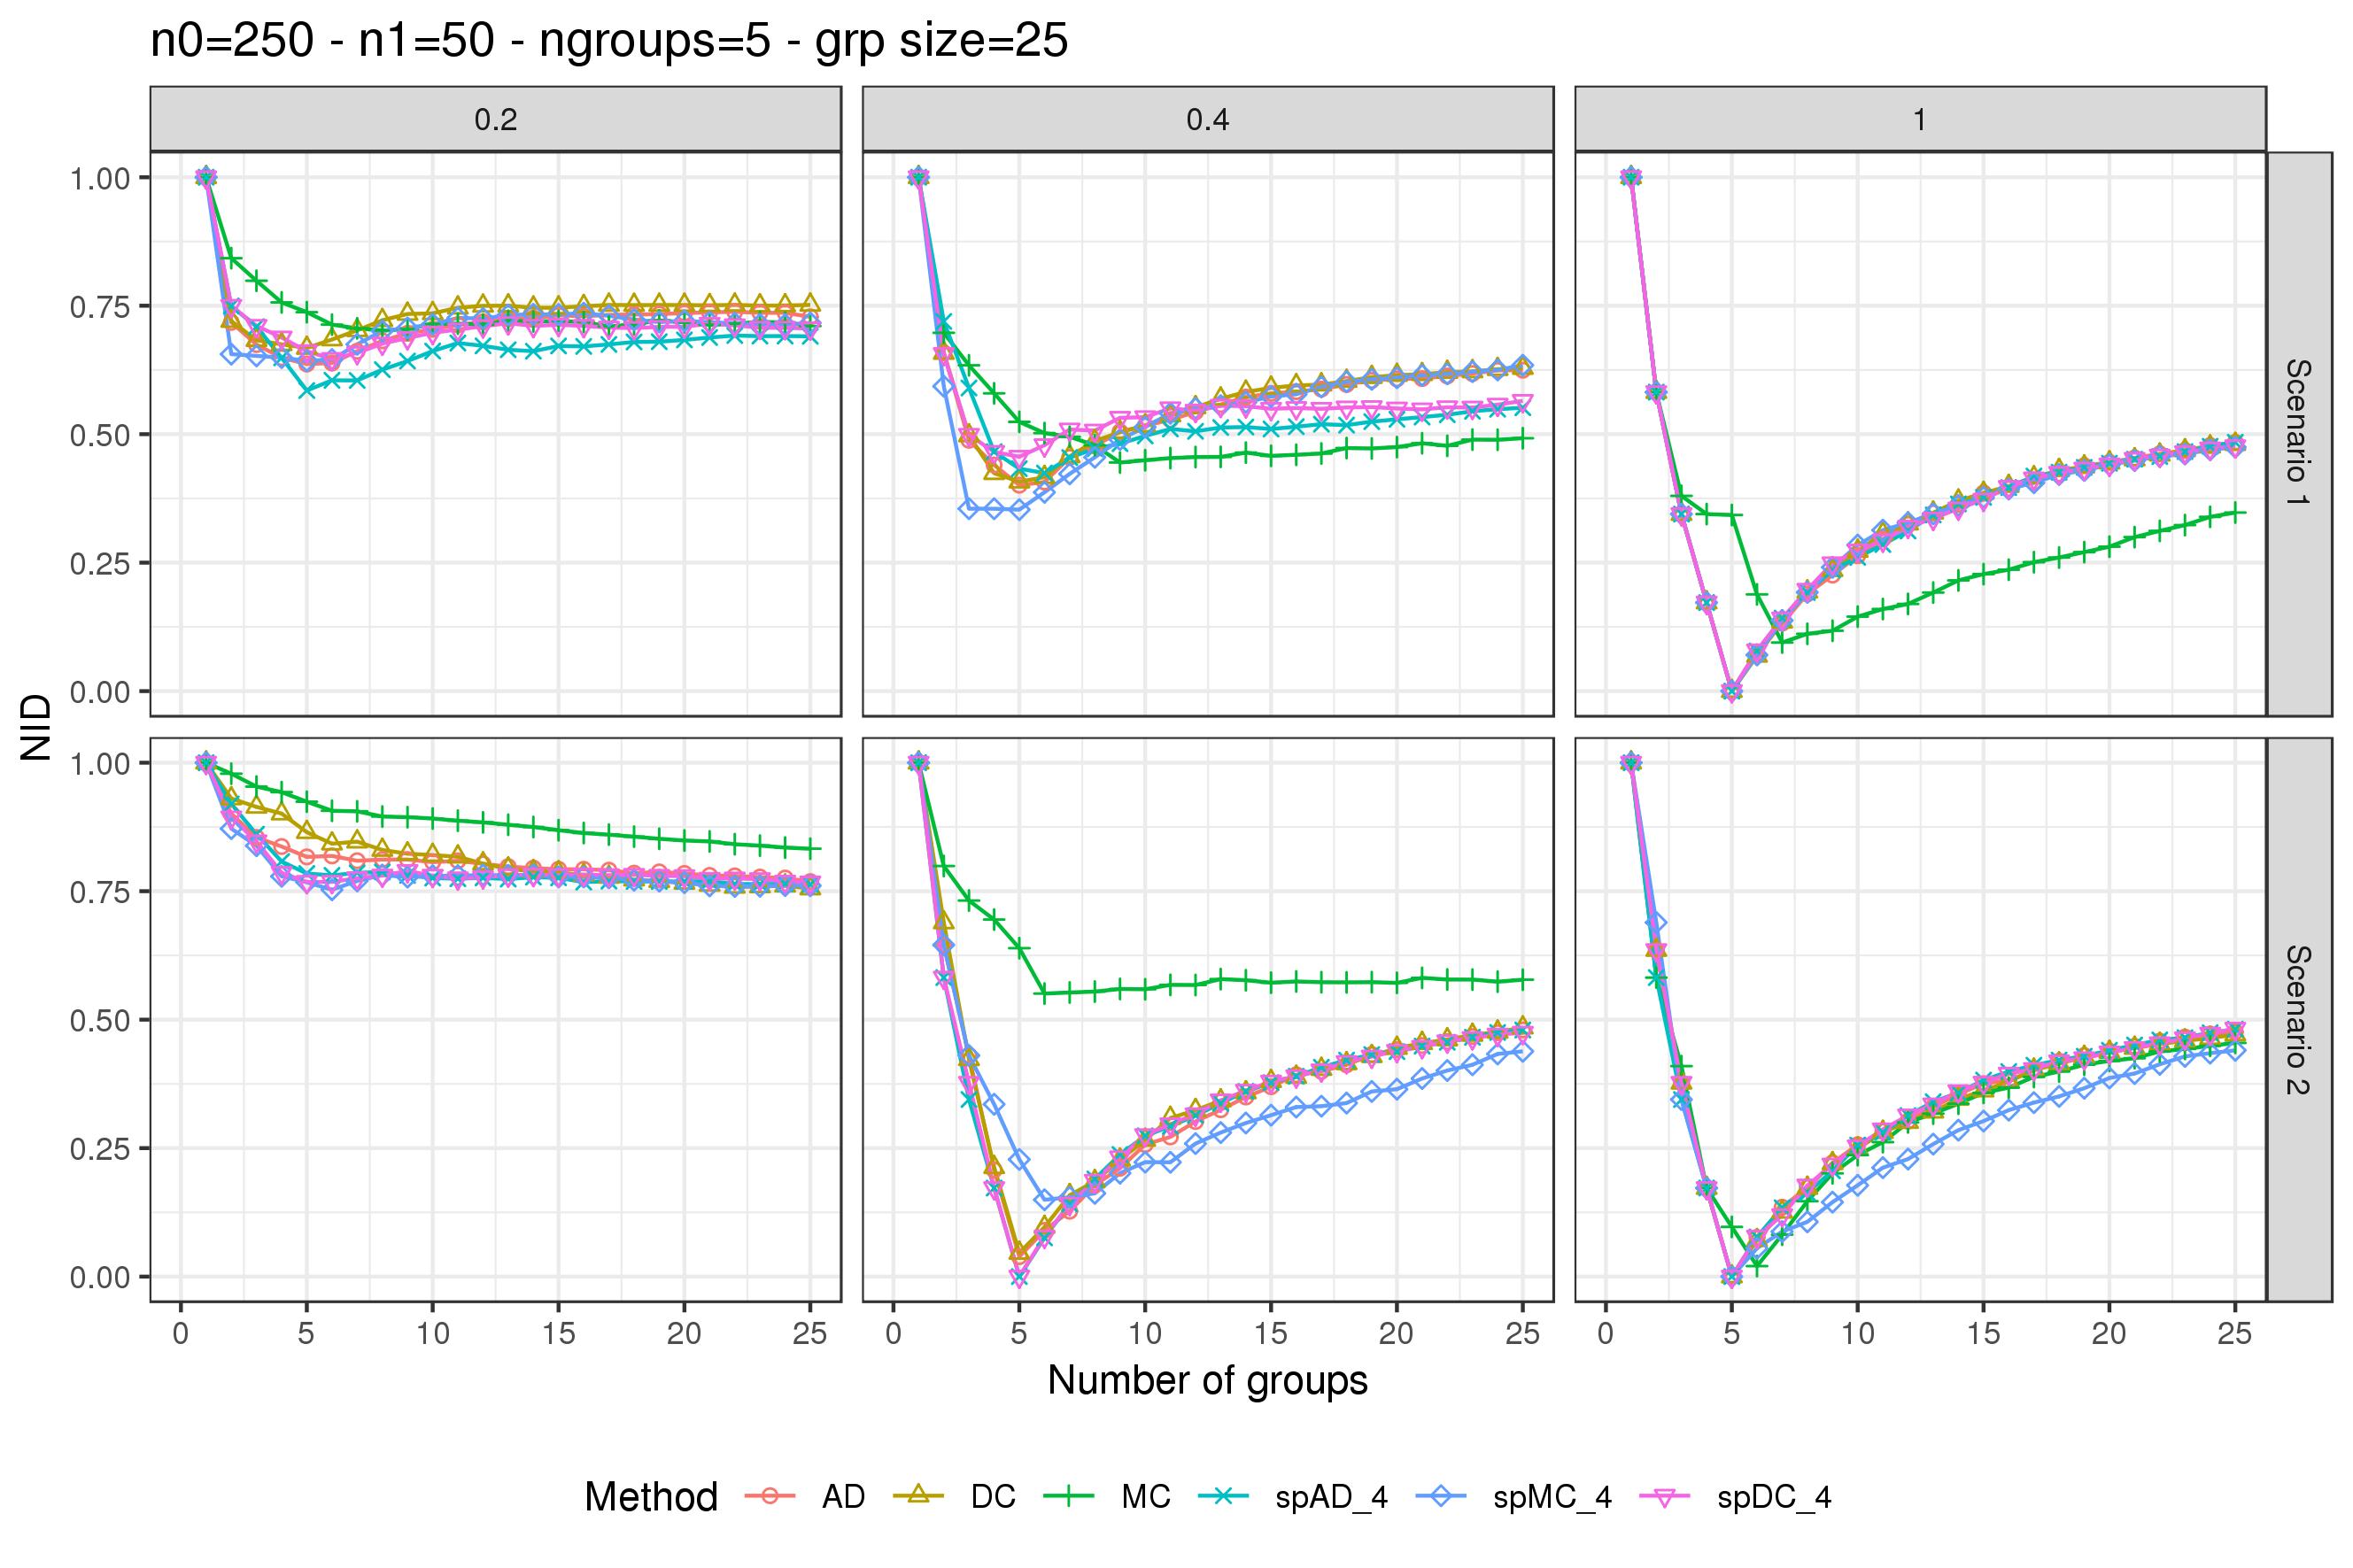 n0=250 - n1=50 - ngroups=5 - grp size=25
0.2 0.4 1
1.00
0.75
0.50
0.25
0.00
Scenario 1
NID
1.00
0.75
0.50
0.25
0.00
Scenario 2
0 5 10 15 20 25 0 5 10 15 20 25 0 5 10 15 20 25
Number of groups
Method AD DC MC spAD_4 spMC_4 spDC_4